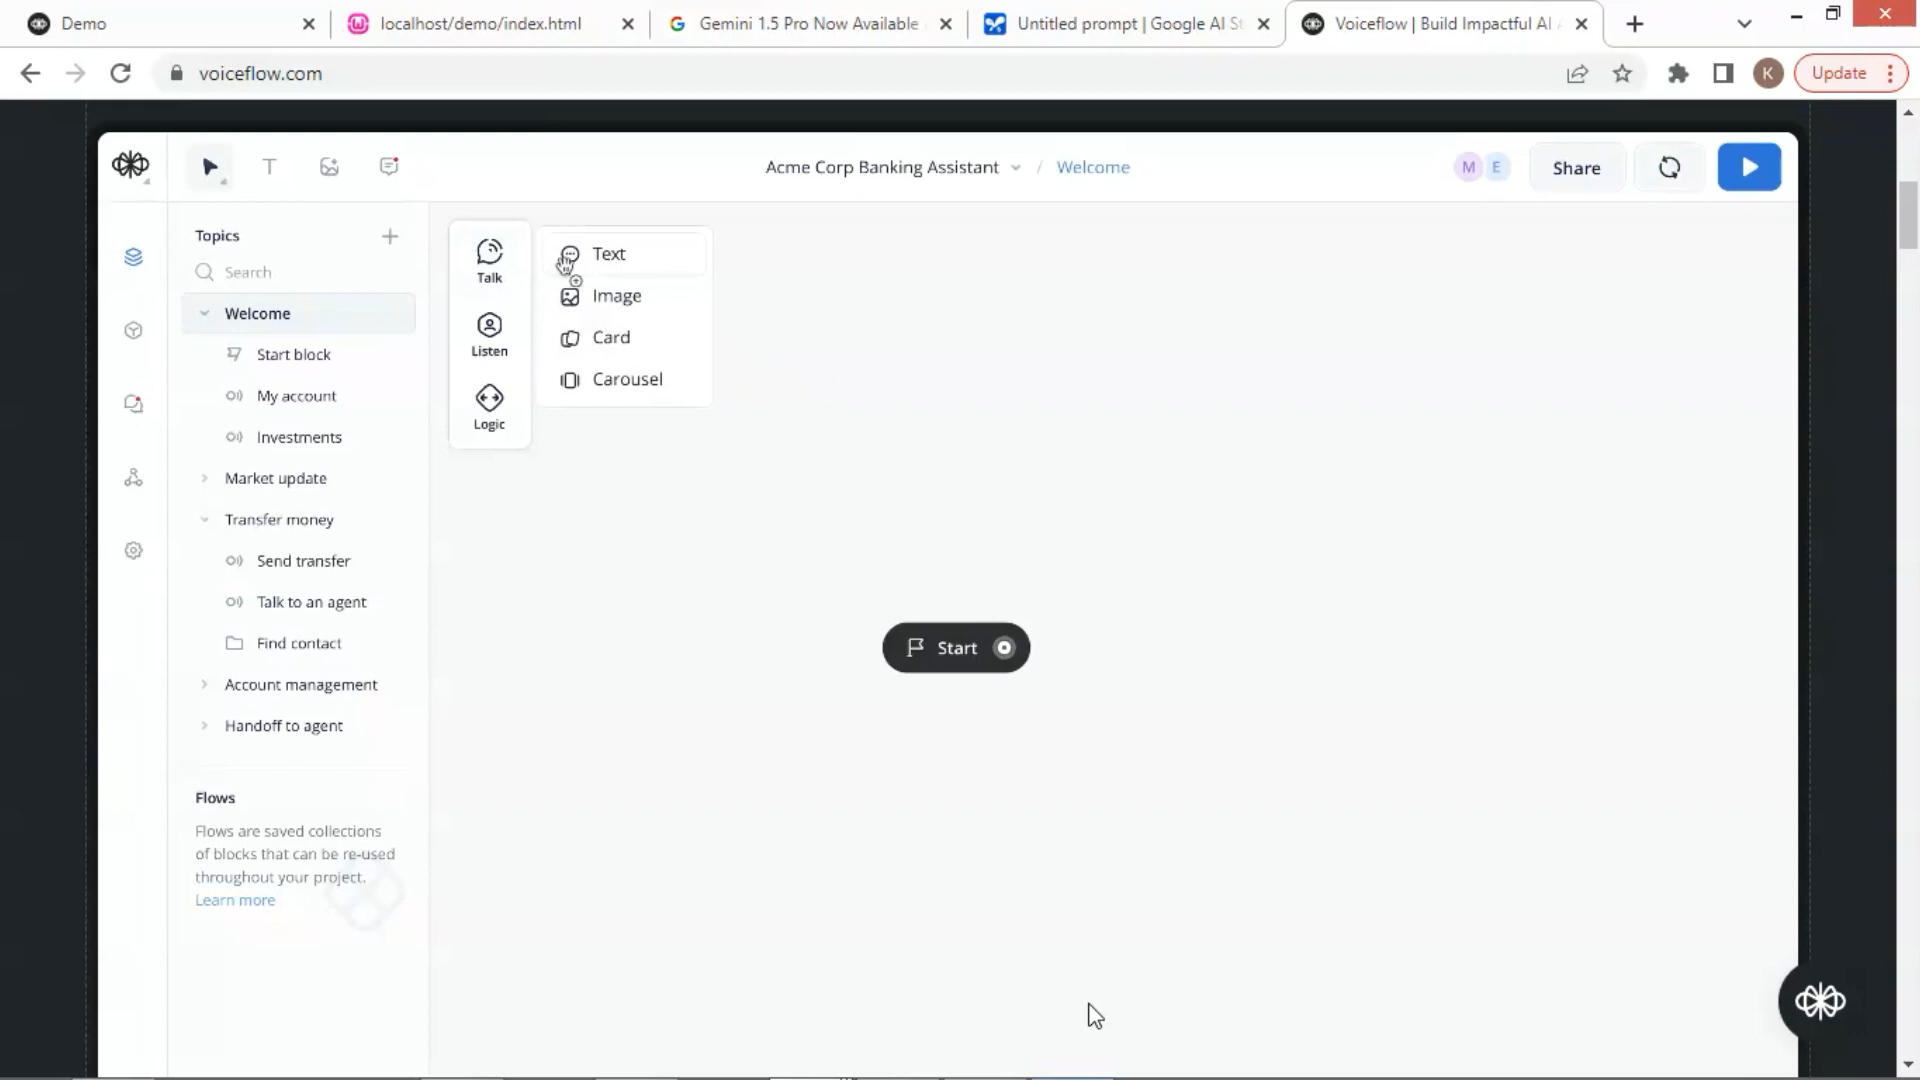 Demo
localhost/demo/index.html
Gemini 1.5 Pro Now Available
Untitled prompt | Google AI St
Voiceflow | Build Impactful AI
voiceflow.com
K
Update
T
Acme Corp Banking Assistant / Welcome
M E
Share
Topics
Search
Welcome
Start block
My account
Investments
Market update
Transfer money
Send transfer
Talk to an agent
Find contact
Account management
Handoff to agent
Flows
Flows are saved collections
of blocks that can be re-used
throughout your project.
Learn more
Talk
Listen
Logic
Text
Image
Card
Carousel
Start